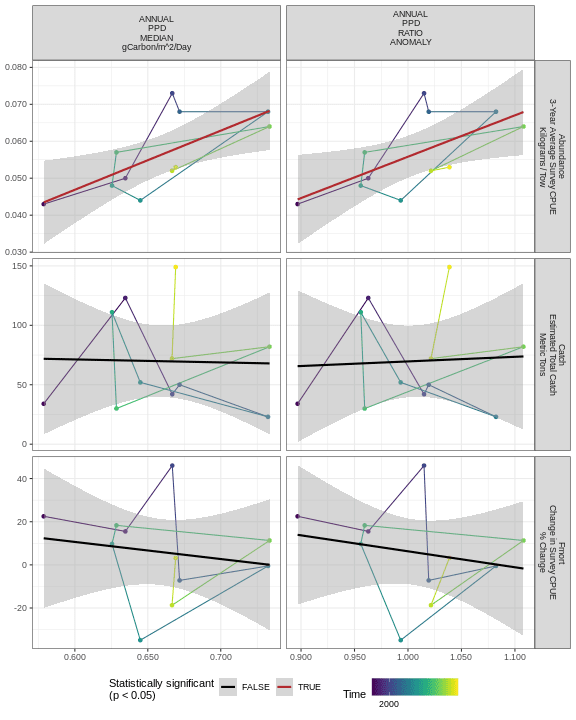 ANNUAL
PPD
MEDIAN
gCarbon/m^2/Day
ANNUAL
PPD
RATIO
ANOMALY
0.080
0.070
0.060
0.050
0.040
0.030
Abundance
3-Year Average Survey CPUE
Kilograms / Tow
150
100
50
0
Catch
Estimated Total Catch
Metric Tons
40
20
0
-20
Fmort
Change in Survey CPUE
% Change
0.600
0.650
0.700
0.900
0.950
1.000
1.050
1.100
Statistically significant
(p < 0.05)
FALSE
TRUE
Time
2000